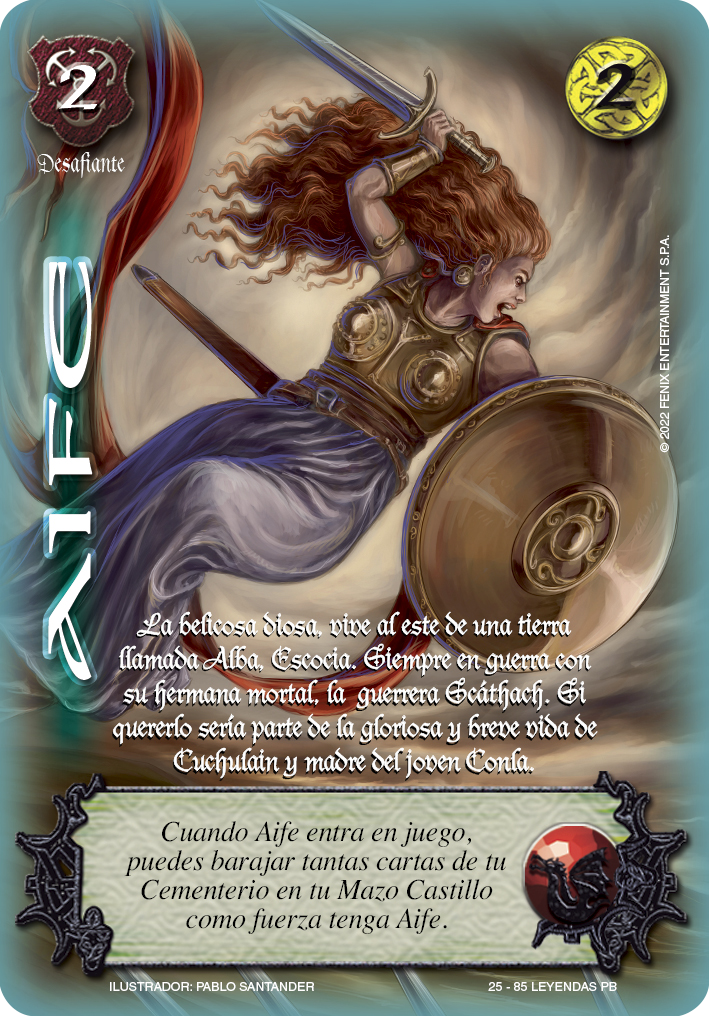 2
2
Desafiante
AIFE
© 2022 FENIX ENTERTAINMENT S.P.A.
La belicosa diosa, vive al este de una tierra
llamada Alba, Escocia. Siempre en guerra con
su hermana mortal, la guerrera Scáthach. Si
quererlo sería parte de la gloriosa y breve vida de
Cuchulain y madre del joven Conla.
Cuando Aife entra en juego,
puedes barajar tantas cartas de tu
Cementerio en tu Mazo Castillo
como fuerza tenga Aife.
ILUSTRADOR: PABLO SANTANDER
25 - 85 LEYENDAS PB